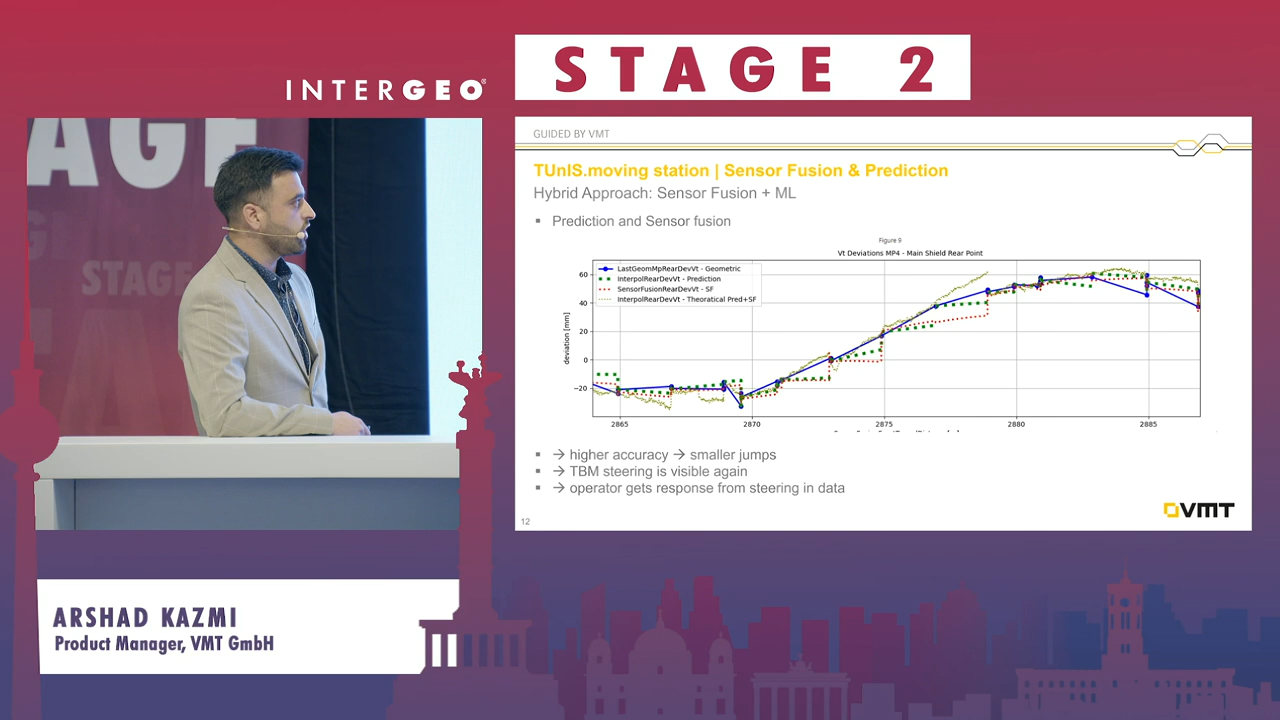 INTERGEO®
STAGE 2
AGE
STAGE
GUIDED BY VMT
TUnIS.moving station | Sensor Fusion & Prediction
Hybrid Approach: Sensor Fusion + ML
▪ Prediction and Sensor fusion
Figure 9
Vt Deviations MP4 - Main Shield Rear Point
LastGeomMpRearDevVt - Geometric
InterpolRearDevVt - Prediction
SensorFusionRearDevVt - SF
InterpolRearDevVt - Theoratical Pred+SF
deviation [mm]
60
40
20
0
−20
2865 2870 2875 2880 2885
▪ → higher accuracy → smaller jumps
▪ → TBM steering is visible again
▪ → operator gets response from steering in data
12
VMT
ARSHAD KAZMI
Product Manager, VMT GmbH